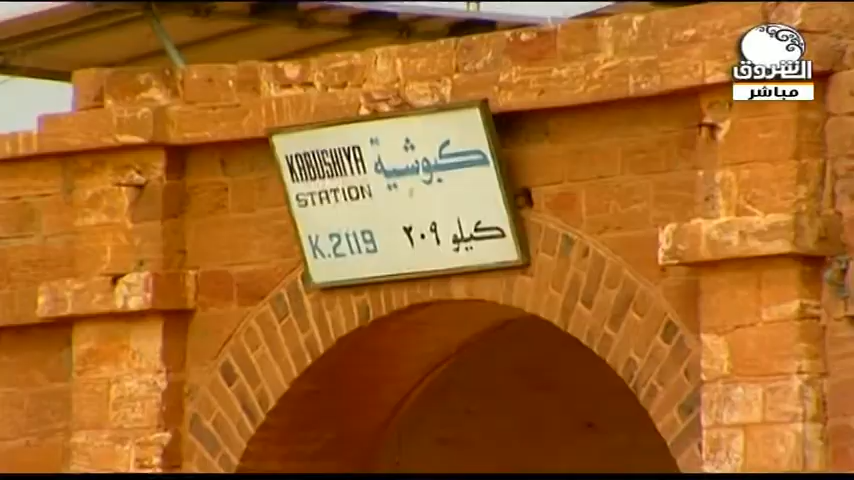 الشروق
مباشر
KABUSHIYA
كبوشية
STATION
K.2119
كيلو ٢٠٩